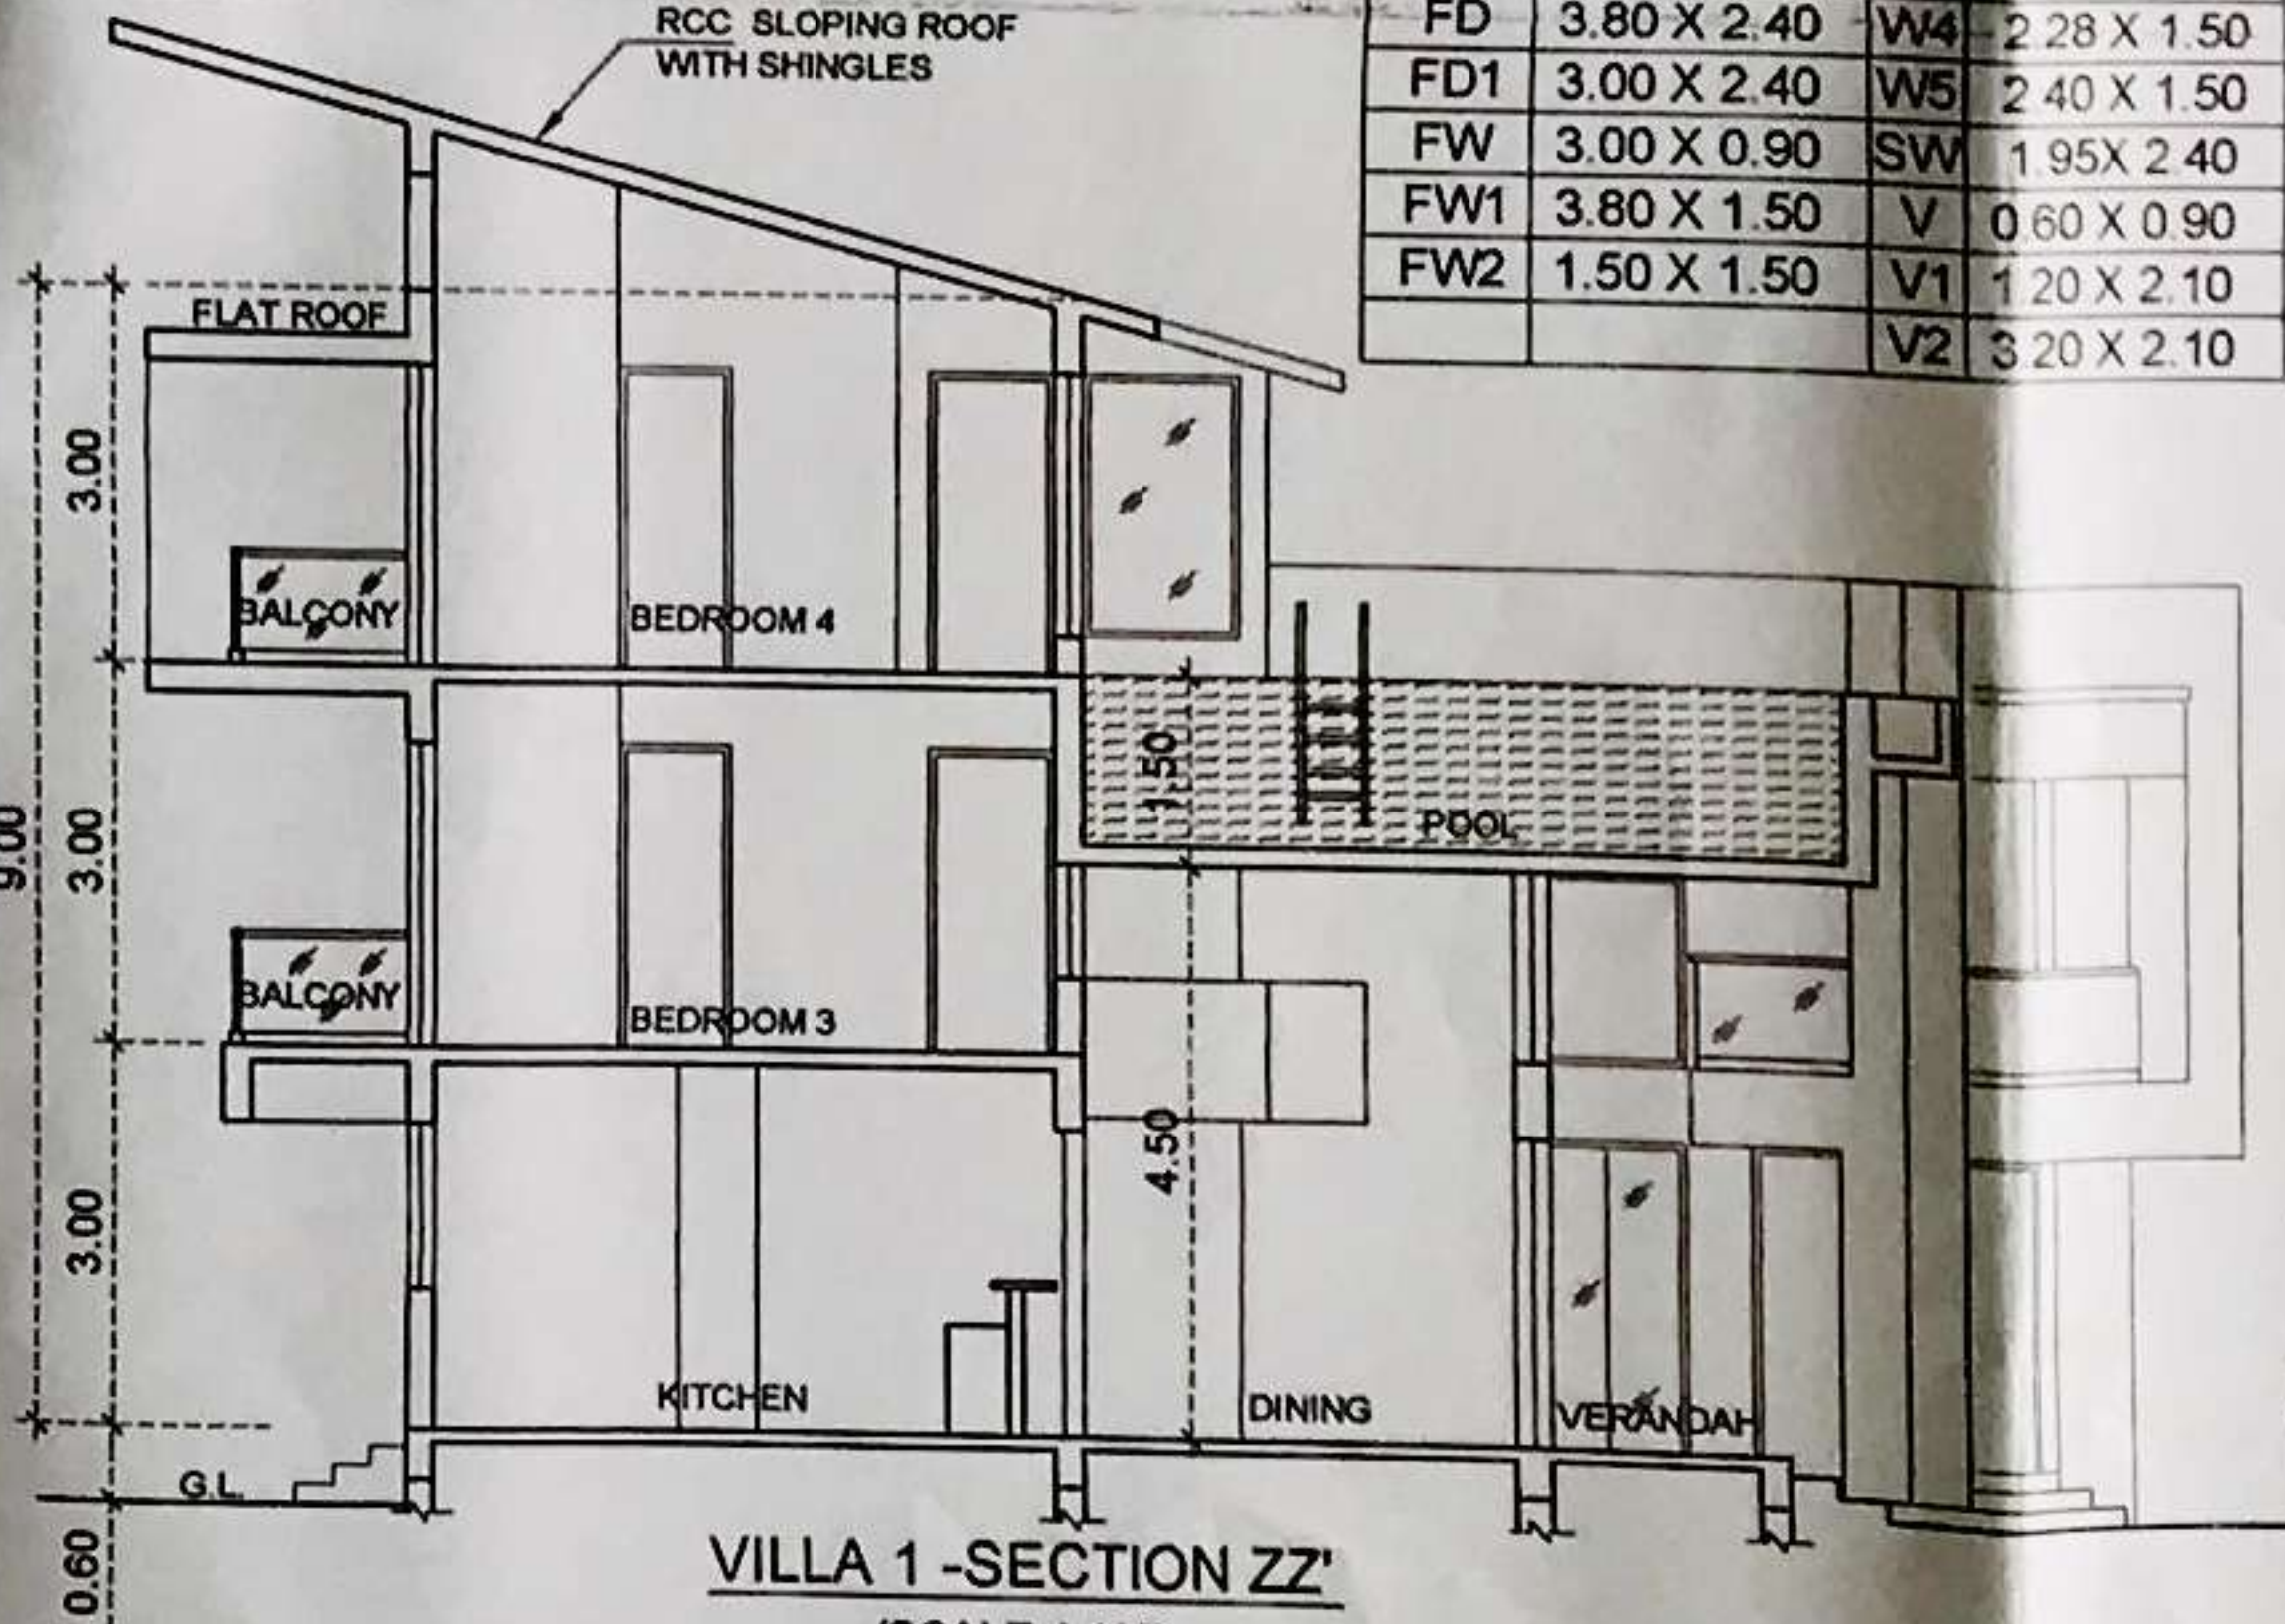 RCC SLOPING ROOF
WITH SHINGLES
FD 3.80 X 2.40 W4 2.28 X 1.50
FD1 3.00 X 2.40 W5 2 40 X 1.50
FW 3.00 X 0.90 SW 1.95X 2.40
FW1 3.80 X 1.50 V 0 60 X 0.90
FW2 1.50 X 1.50 V1 1 20 X 2.10
V2 3 20 X 2.10
FLAT ROOF
3.00
BALCONY
BEDROOM 4
1.50
POOL
9.00
3.00
BALCONY
BEDROOM 3
4.50
3.00
KITCHEN
DINING
VERANDAH
G.L.
0.60
VILLA 1 -SECTION ZZ'